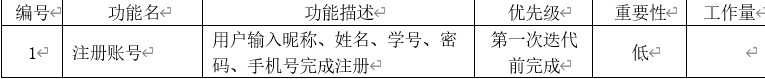 编号 功能名 功能描述 优先级 重要性 工作量
1 注册账号 用户输入昵称、姓名、学号、密码、手机号完成注册 第一次迭代前完成 低